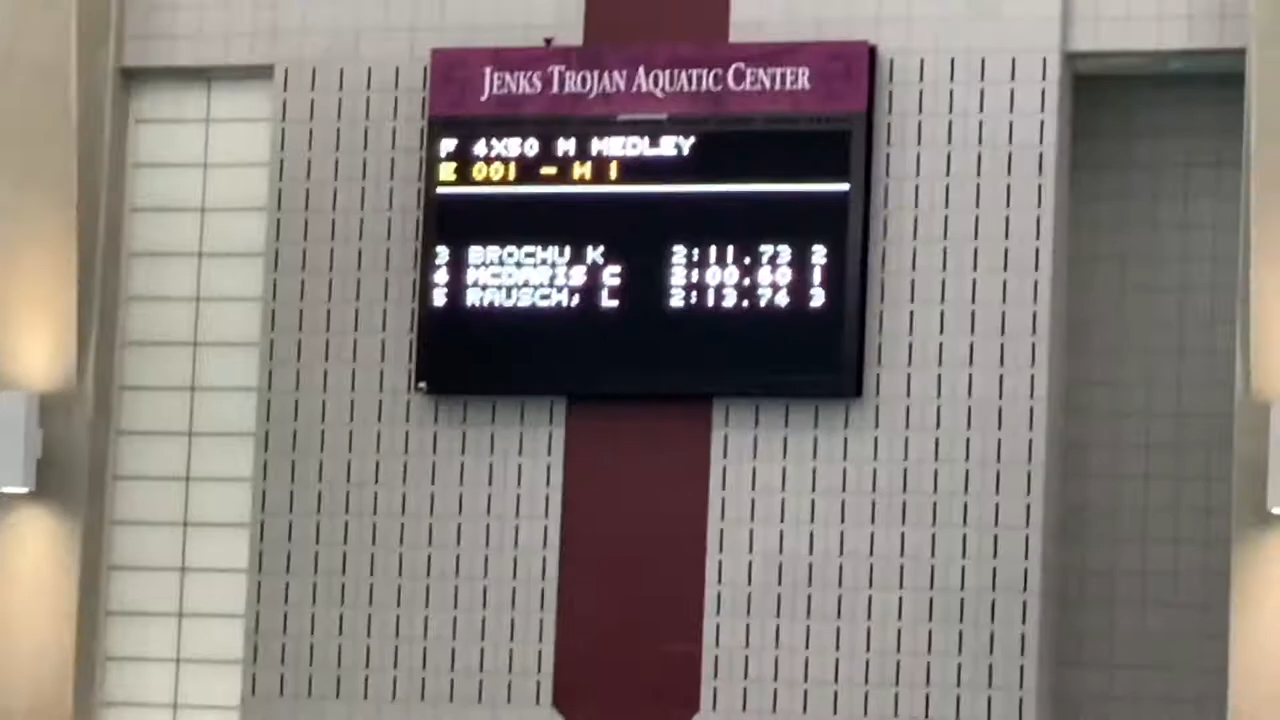 JENKS TROJAN AQUATIC CENTER
F 4X50 M MEDLEY
E 001 - H 1
3 BROCHU K 2:11.73 2
4 MCDARIS C 2:00.60 1
5 RAUSCH, L 2:13.74 3